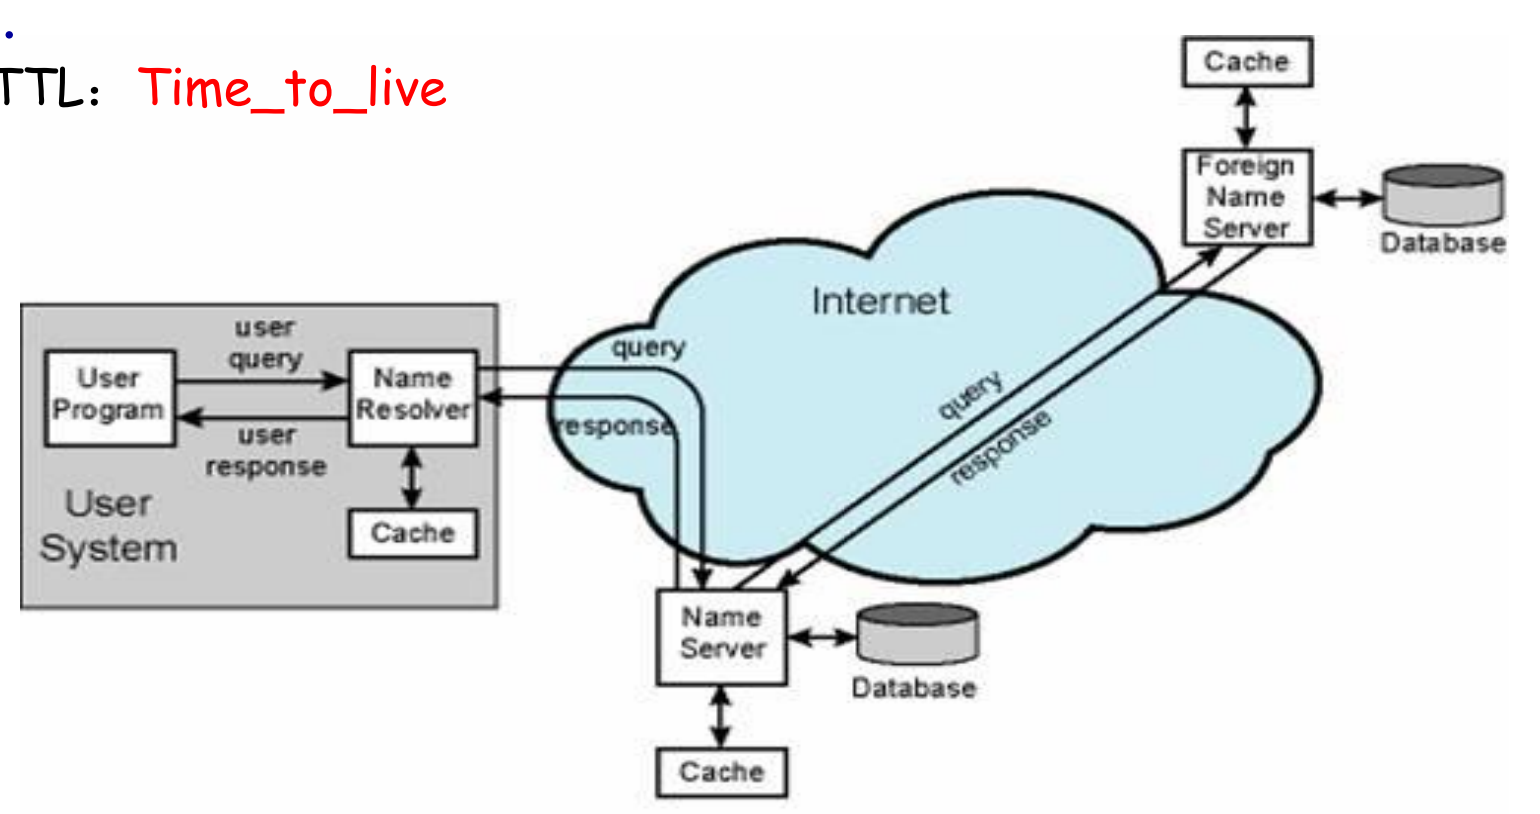 .
TTL：Time_to_live
Cache
Foreign
Name
Server
Database
Internet
user
query
User
Program
Name
Resolver
user
response
query
response
query
response
User
System
Cache
Name
Server
Database
Cache